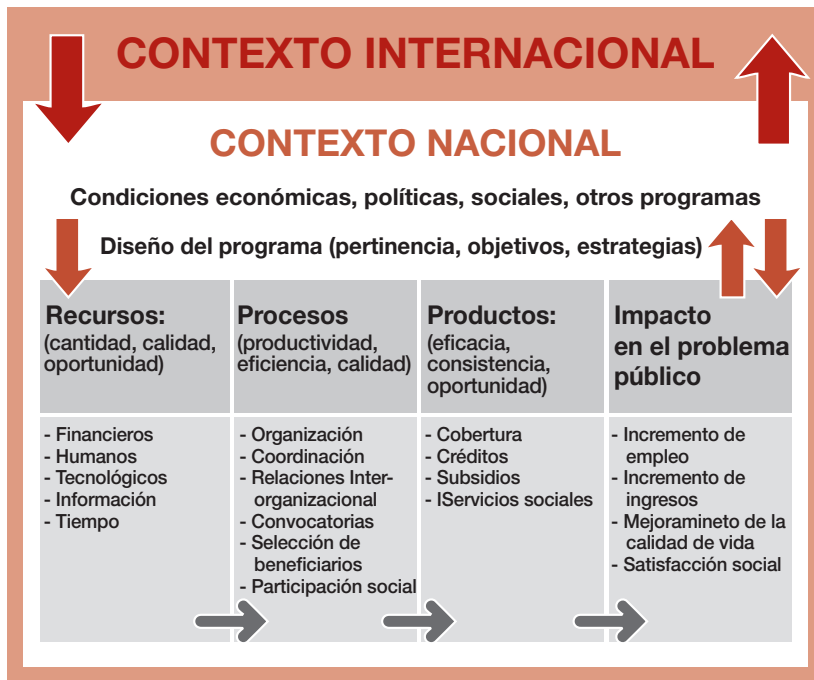 CONTEXTO INTERNACIONAL
CONTEXTO NACIONAL
Condiciones económicas, políticas, sociales, otros programas
Diseño del programa (pertinencia, objetivos, estrategias)
Recursos:
(cantidad, calidad,
oportunidad)
Procesos
(productividad,
eficiencia, calidad)
Productos:
(eficacia,
consistencia,
oportunidad)
Impacto
en el problema
público
- Financieros
- Humanos
- Tecnológicos
- Información
- Tiempo
- Organización
- Coordinación
- Relaciones Inter-
organizacional
- Convocatorias
- Selección de
beneficiarios
- Participación social
- Cobertura
- Créditos
- Subsidios
- IServicios sociales
- Incremento de
empleo
- Incremento de
ingresos
- Mejoramineto de la
calidad de vida
- Satisfacción social